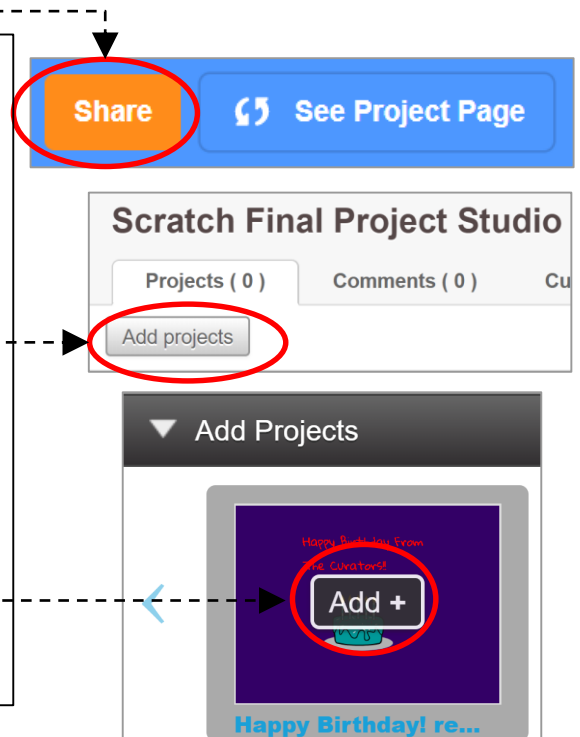 Share See Project Page
Scratch Final Project Studio
Projects ( 0 ) Comments ( 0 ) Cu
Add projects
Add Projects
Happy Birthday From
The Curators!
Add +
Happy Birthday! re...